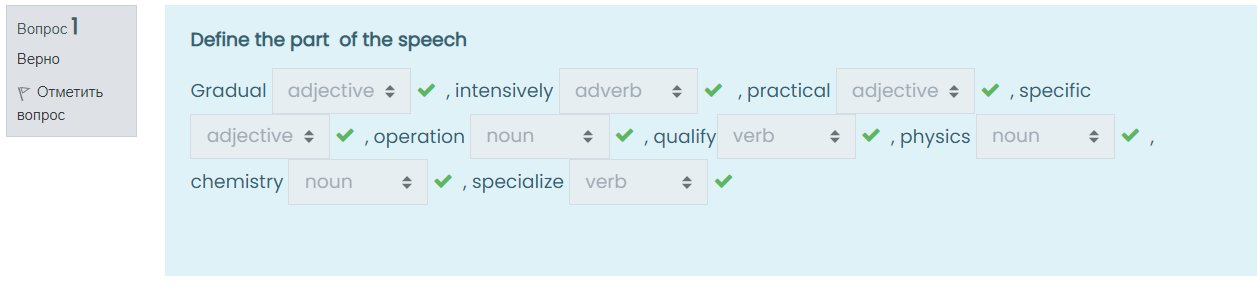 Вопрос 1
Верно
Отметить
вопрос
Define the part of the speech
Gradual adjective , intensively adverb , practical adjective , specific
adjective , operation noun , qualify verb , physics noun ,
chemistry noun , specialize verb